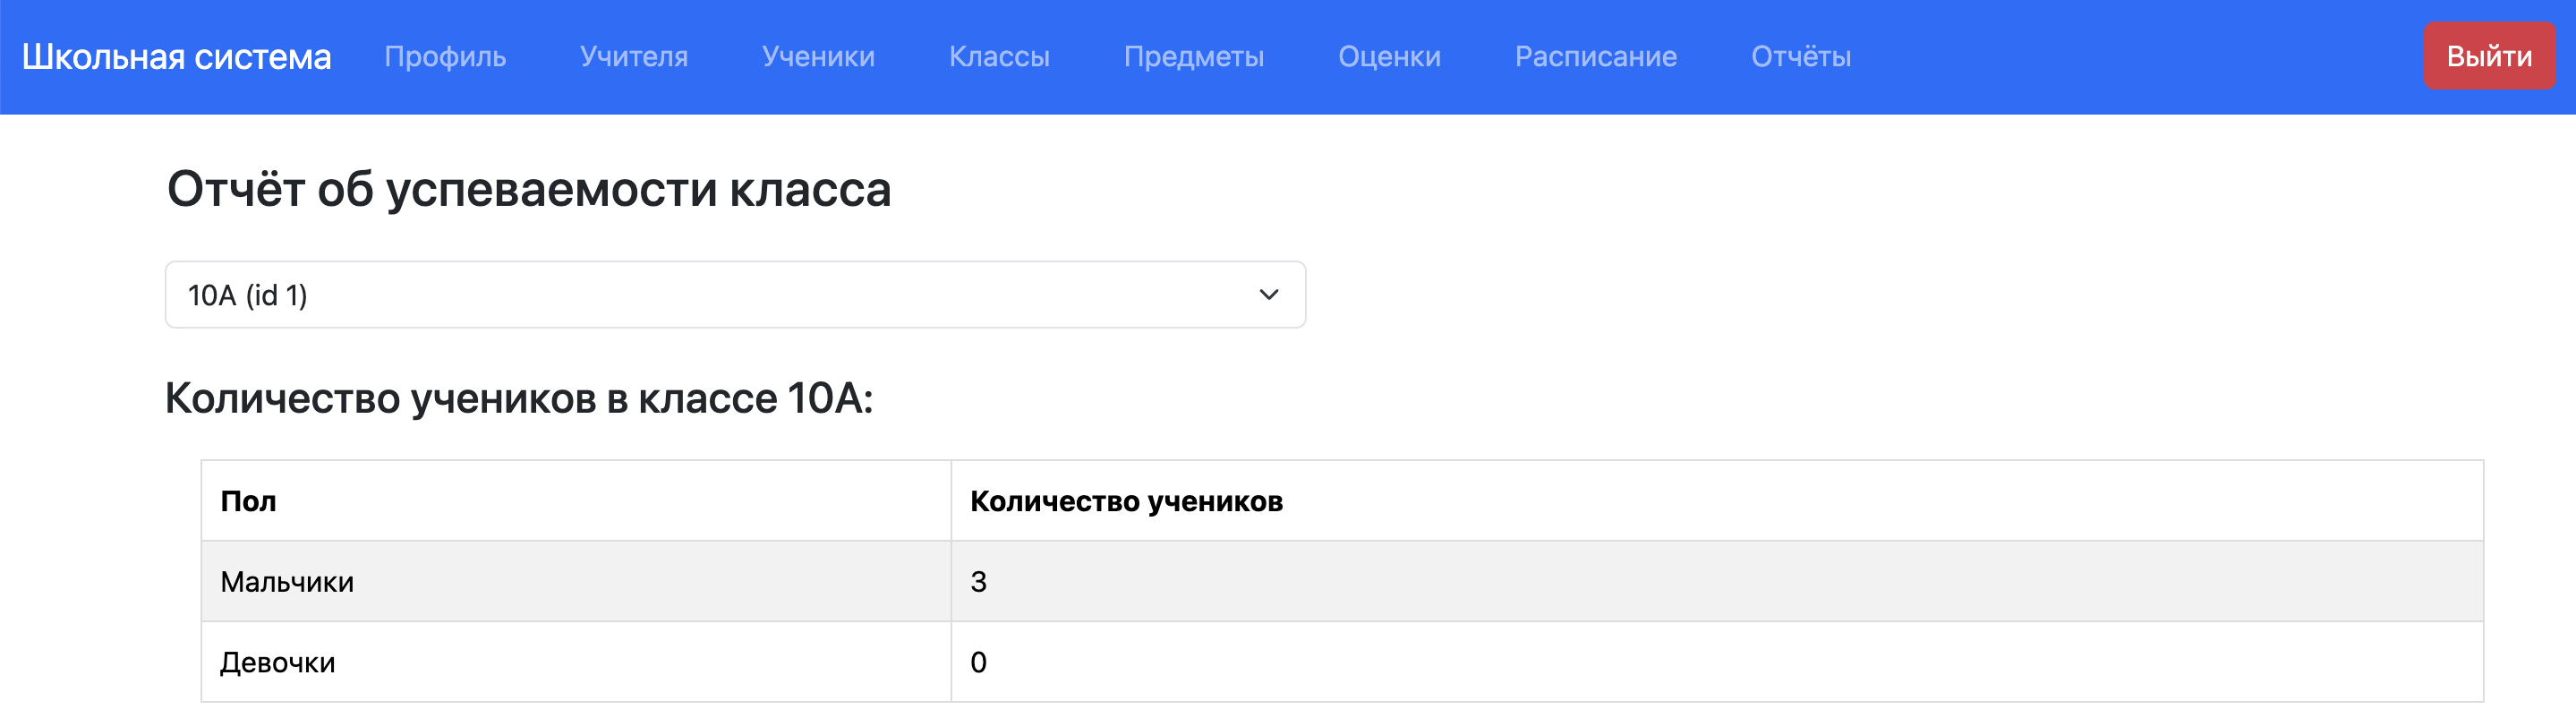 Школьная система Профиль Учителя Ученики Классы Предметы Оценки Расписание Отчёты Выйти
Отчёт об успеваемости класса
10А (id 1)
Количество учеников в классе 10А:
Пол Количество учеников
Мальчики 3
Девочки 0